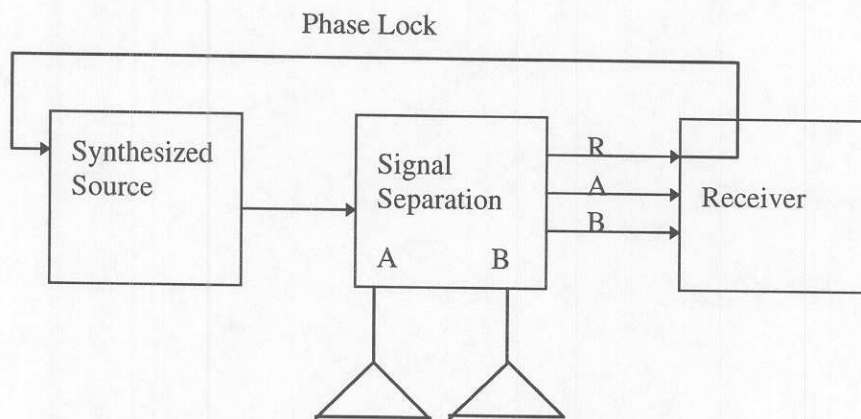 Phase Lock
Synthesized
Source
Signal
Separation
A
B
R
A
B
Receiver